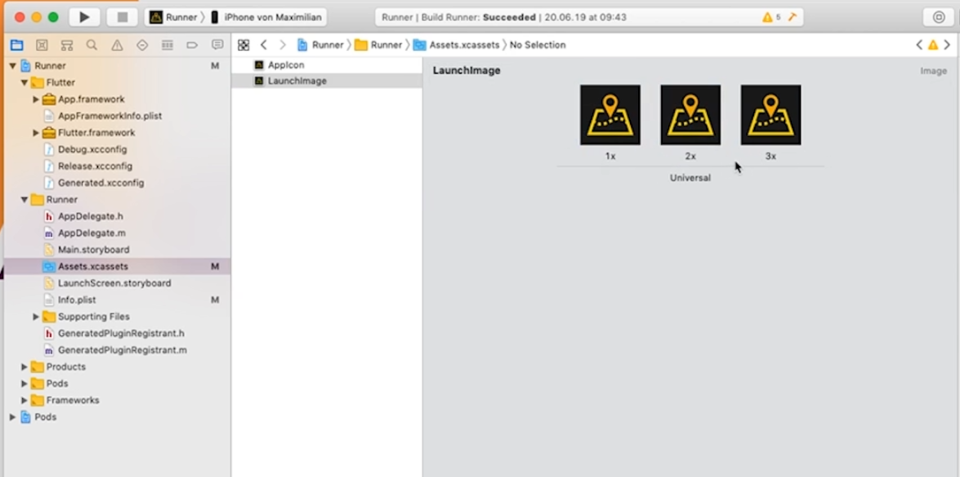 Runner 〉 iPhone von Maximilian
Runner | Build Runner: Succeeded | 20.06.19 at 09:43
5
Runner 〉 Runner 〉 Assets.xcassets 〉 No Selection
Runner M
Flutter
App.framework
AppFrameworkInfo.plist
Flutter.framework
Debug.xcconfig
Release.xcconfig
Generated.xcconfig
Runner
AppDelegate.h
AppDelegate.m
Main.storyboard
Assets.xcassets M
LaunchScreen.storyboard
Info.plist M
Supporting Files
GeneratedPluginRegistrant.h
GeneratedPluginRegistrant.m
Products
Pods
Frameworks
Pods
AppIcon
LaunchImage
LaunchImage Image
1x 2x 3x
Universal